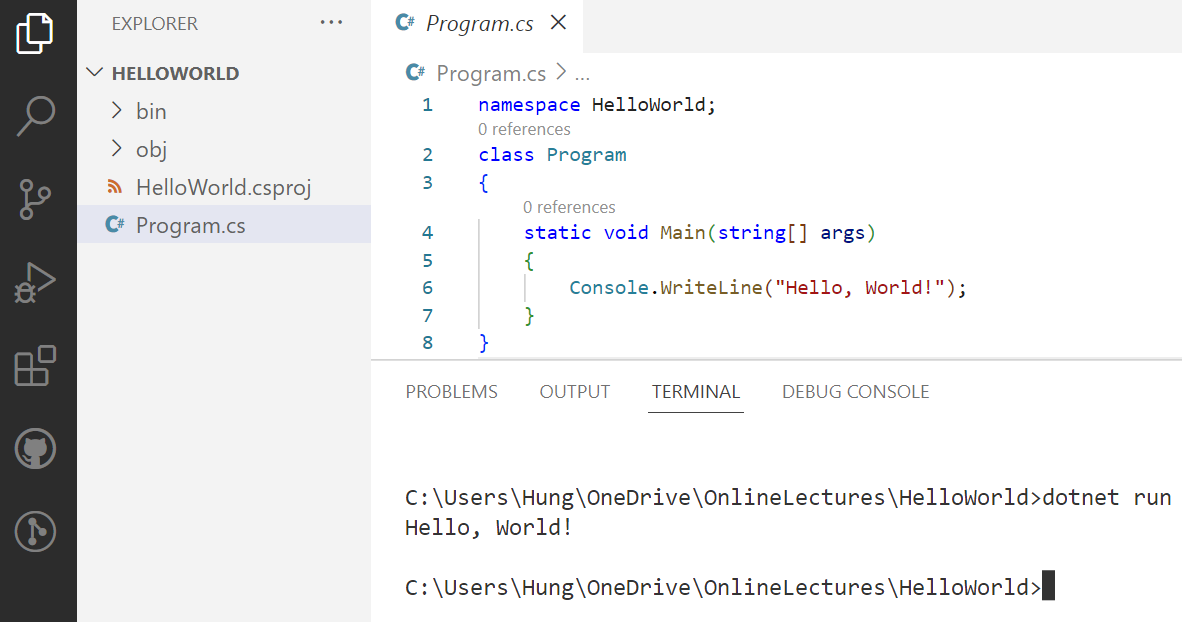 EXPLORER ...
HELLOWORLD
bin
obj
HelloWorld.csproj
C# Program.cs
C# Program.cs
C# Program.cs > ...
1 namespace HelloWorld;
0 references
2 class Program
3 {
0 references
4 static void Main(string[] args)
5 {
6 Console.WriteLine("Hello, World!");
7 }
8 }
PROBLEMS OUTPUT TERMINAL DEBUG CONSOLE
C:\Users\Hung\OneDrive\OnlineLectures\HelloWorld>dotnet run
Hello, World!
C:\Users\Hung\OneDrive\OnlineLectures\HelloWorld>